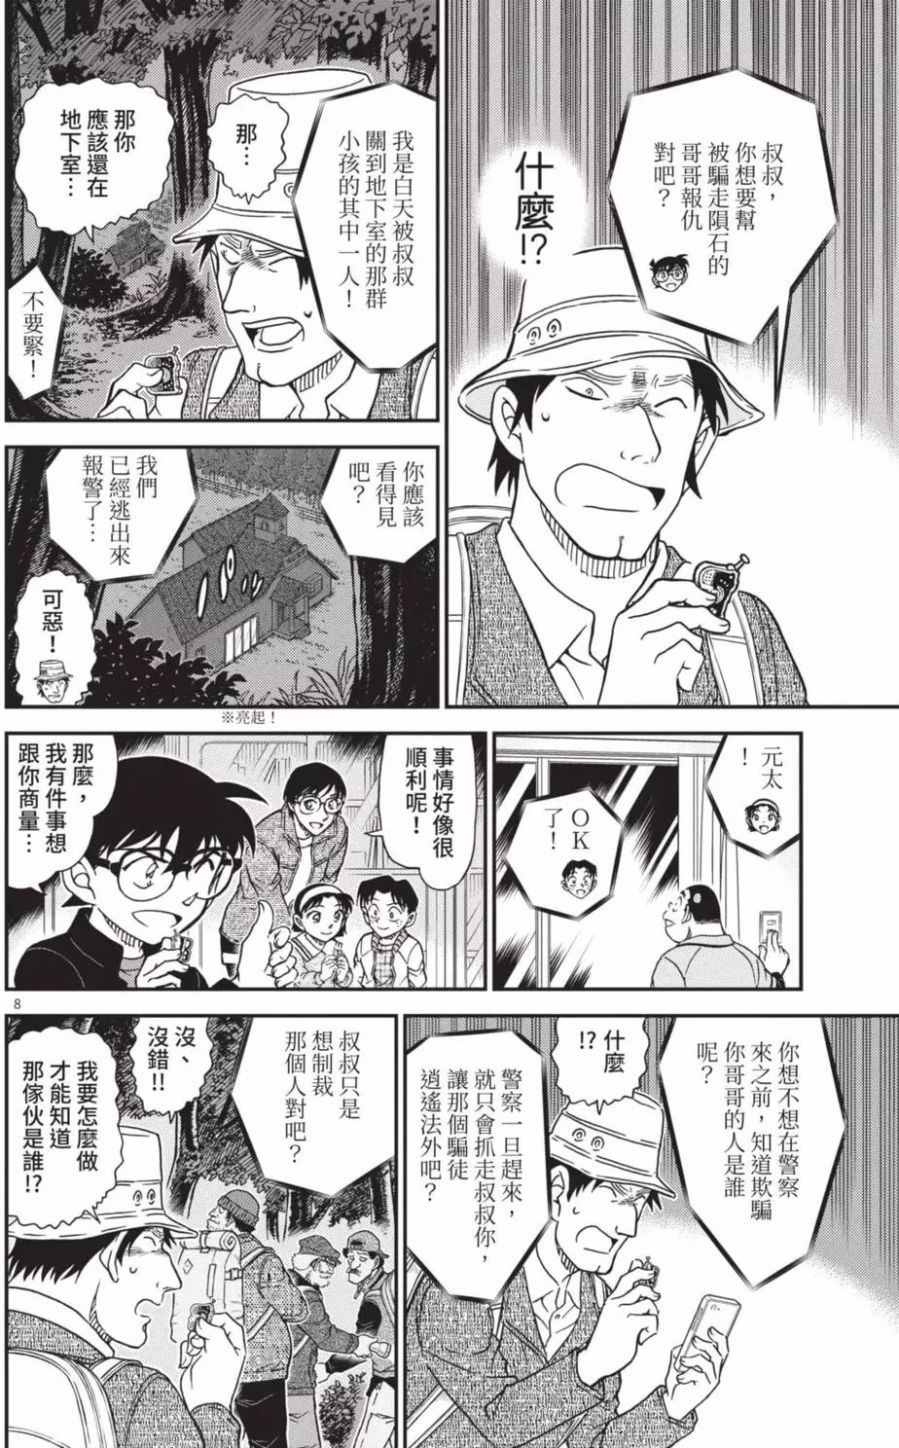 叔叔，
你想要幫
被騙走隕石的
哥哥報仇
對吧？
什麼!?
我是白天被叔叔
關到地下室的那群
小孩的其中一人！
那…
那你
應該還在
地下室…
不要緊！
你應該
看得見
吧？
我們
已經逃出來
報警了…
パパッ
可惡！
※亮起！
元太
！
ＯＫ
了！
事情好像很
順利呢！
那麼，
我有件事想
跟你商量…
8
你想不想在警察
來之前，知道欺騙
你哥哥的人是誰
呢？
什麼
!?
警察一旦趕來，
就只會抓走叔叔你，
讓那個騙徒
逍遙法外吧？
叔叔只是
想制裁
那個人對吧？
沒、
沒錯!!
我要怎麼做
才能知道
那傢伙是誰!?